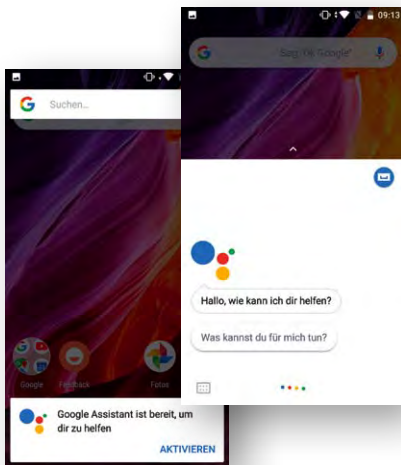 Suchen...
Google
Feedback
Fotos
Google Assistant ist bereit, um
dir zu helfen
AKTIVIEREN
09:13
Sag „Ok Google“
Hallo, wie kann ich dir helfen?
Was kannst du für mich tun?